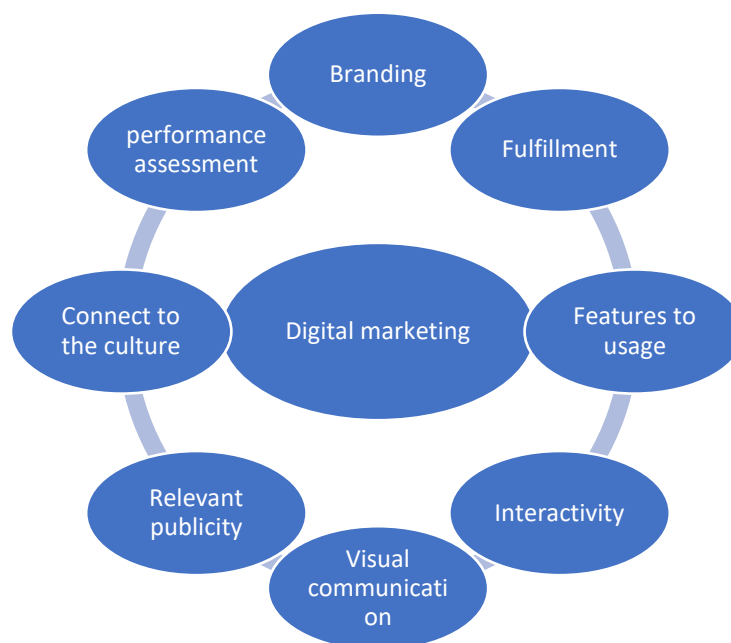 Branding
performance
assessment
Fulfillment
Connect to
the culture
Digital marketing
Features to
usage
Relevant
publicity
Interactivity
Visual
communicati
on